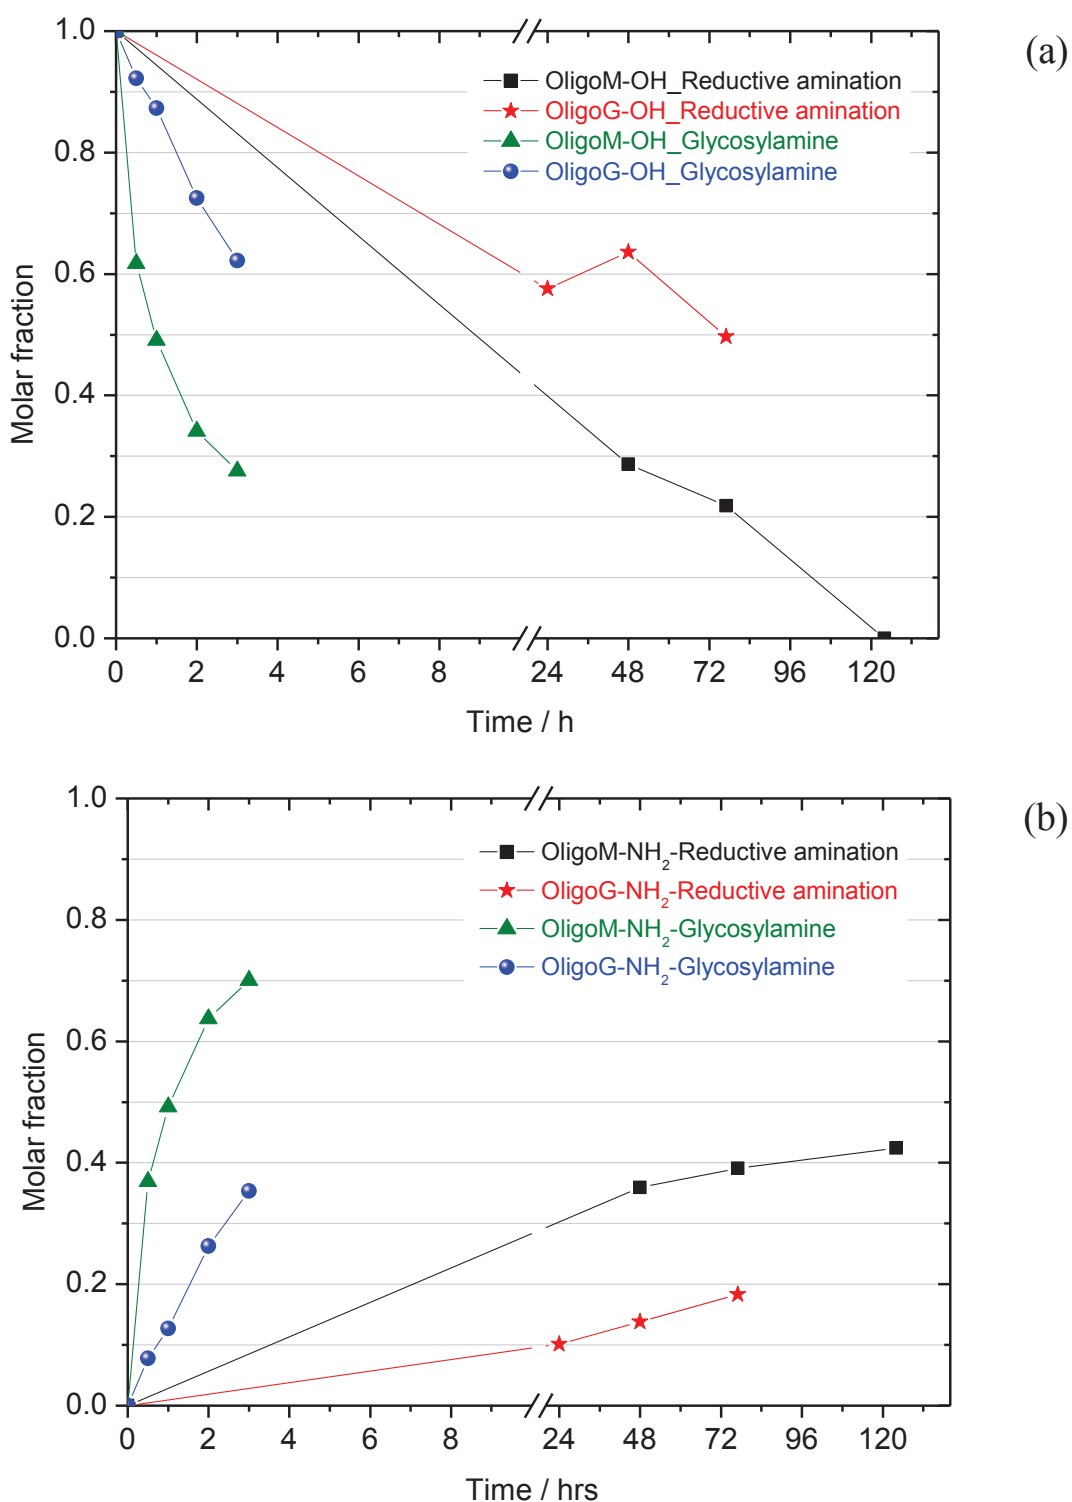 (a)
1.0
0.8
0.6
0.4
0.2
0.0
Molar fraction
OligoM-OH_Reductive amination
OligoG-OH_Reductive amination
OligoM-OH_Glycosylamine
OligoG-OH_Glycosylamine
0 2 4 6 8 24 48 72 96 120
Time / h
(b)
1.0
0.8
0.6
0.4
0.2
0.0
Molar fraction
OligoM-NH₂-Reductive amination
OligoG-NH₂-Reductive amination
OligoM-NH₂-Glycosylamine
OligoG-NH₂-Glycosylamine
0 2 4 6 8 24 48 72 96 120
Time / hrs